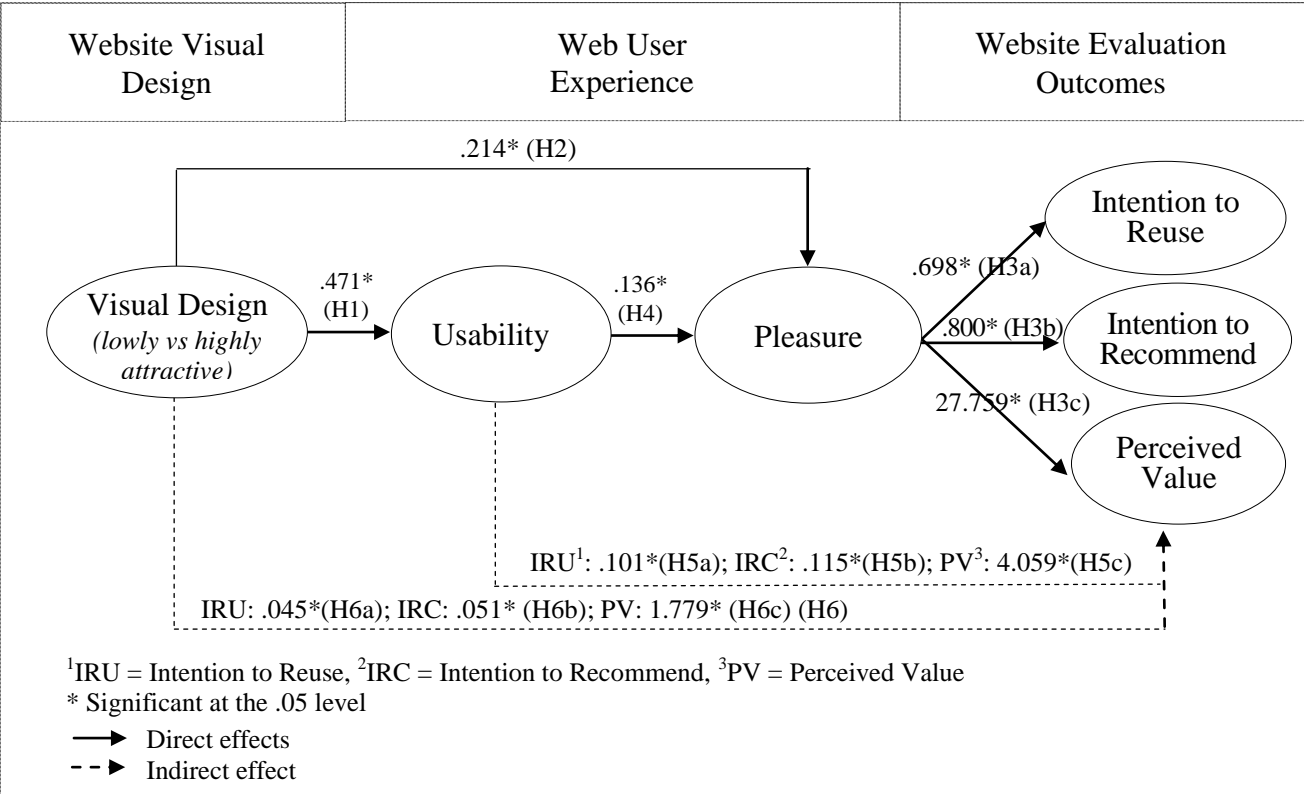 Website Visual
Design
Web User
Experience
Website Evaluation
Outcomes
.214* (H2)
Intention to
Reuse
.698* (H3a)
Visual Design
(lowly vs highly
attractive)
.471*
(H1)
Usability
.136*
(H4)
Pleasure
.800* (H3b)
Intention to
Recommend
27.759* (H3c)
Perceived
Value
IRU¹: .101*(H5a); IRC²: .115*(H5b); PV³: 4.059*(H5c)
IRU: .045*(H6a); IRC: .051* (H6b); PV: 1.779* (H6c) (H6)
¹IRU = Intention to Reuse, ²IRC = Intention to Recommend, ³PV = Perceived Value
* Significant at the .05 level
Direct effects
Indirect effect